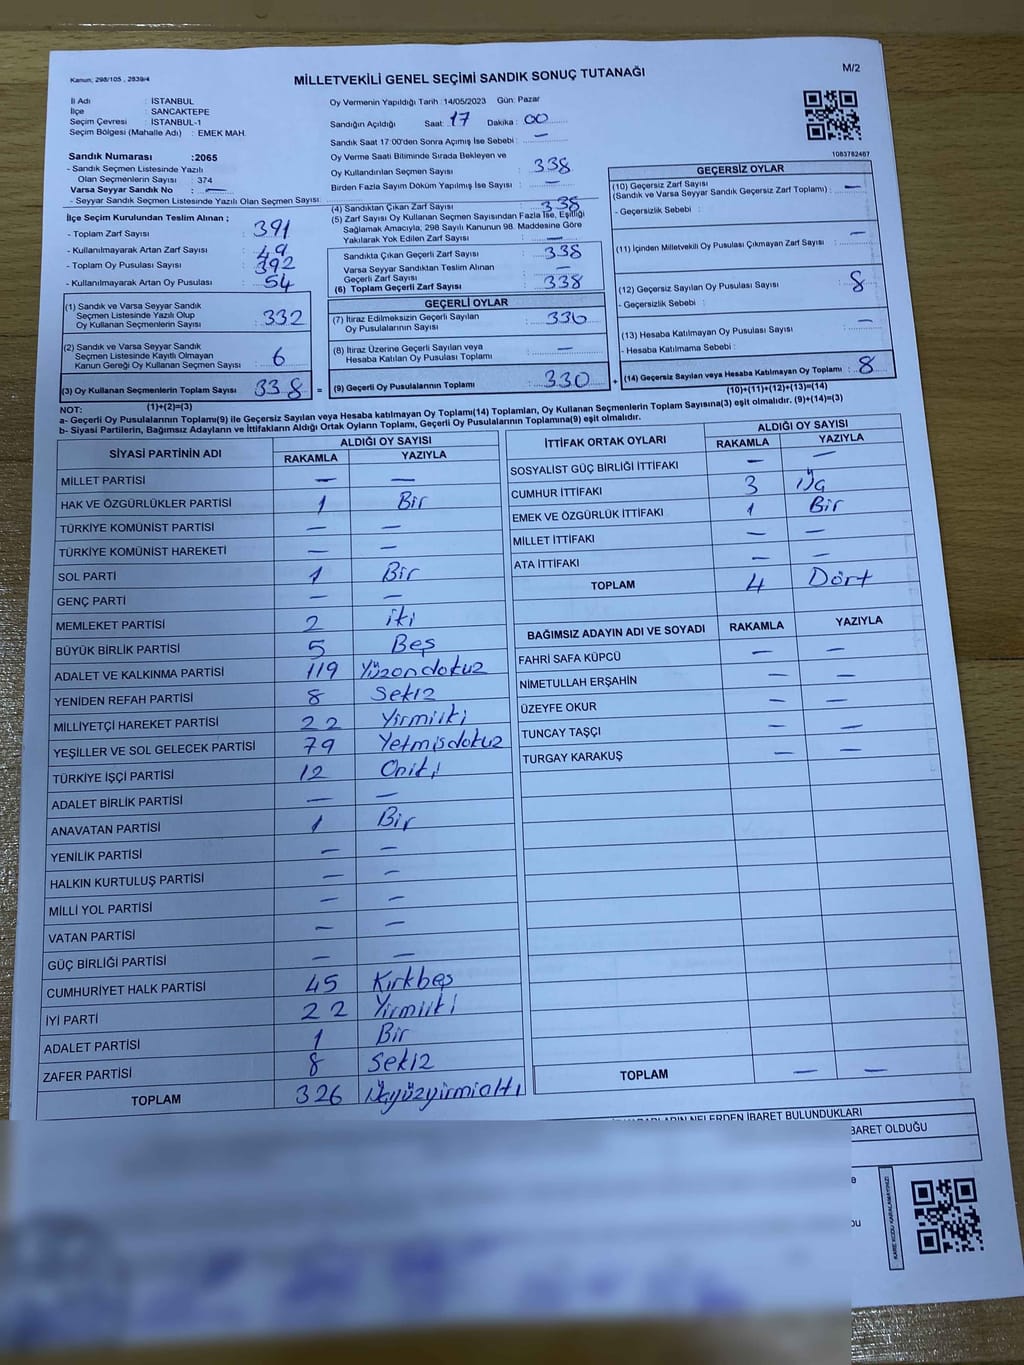 Kanun; 298/105 , 2839/4
MİLLETVEKİLİ GENEL SEÇİMİ SANDIK SONUÇ TUTANAĞI
M/2
İl Adı : İSTANBUL
İlçe : SANCAKTEPE
Seçim Çevresi : İSTANBUL-1
Seçim Bölgesi (Mahalle Adı) : EMEK MAH.
Oy Vermenin Yapıldığı Tarih :14/05/2023 Gün: Pazar
Sandığın Açıldığı Saat: 17 Dakika : 00
Sandık Saat 17:00'den Sonra Açımış İse Sebebi : —
Oy Verme Saati Bitiminde Sırada Bekleyen ve
Oy Kullandırılan Seçmen Sayısı : 338
Birden Fazla Sayım Döküm Yapılmış İse Sayısı : —
1083782467
Sandık Numarası :2065
- Sandık Seçmen Listesinde Yazılı
Olan Seçmenlerin Sayısı : 374
Varsa Seyyar Sandık No : —
- Seyyar Sandık Seçmen Listesinde Yazılı Olan Seçmen Sayısı :
İlçe Seçim Kurulundan Teslim Alınan ;
- Toplam Zarf Sayısı : 391
- Kullanılmayarak Artan Zarf Sayısı : 49
- Toplam Oy Pusulası Sayısı : 392
- Kullanılmayarak Artan Oy Pusulası : 54
(1) Sandık ve Varsa Seyyar Sandık
Seçmen Listesinde Yazılı Olup
Oy Kullanan Seçmenlerin Sayısı : 332
(2) Sandık ve Varsa Seyyar Sandık
Seçmen Listesinde Kayıtlı Olmayan
Kanun Gereği Oy Kullanan Seçmen Sayısı : 6
(3) Oy Kullanan Seçmenlerin Toplam Sayısı 338 =
(1)+(2)=(3)
(4) Sandıktan Çıkan Zarf Sayısı : 338
(5) Zarf Sayısı Oy Kullanan Seçmen Sayısından Fazla İse, Eşitliği
Sağlamak Amacıyla; 298 Sayılı Kanunun 98. Maddesine Göre
Yakılarak Yok Edilen Zarf Sayısı : —
Sandıkta Çıkan Geçerli Zarf Sayısı : 338
Varsa Seyyar Sandıktan Teslim Alınan
Geçerli Zarf Sayısı : —
(6) Toplam Geçerli Zarf Sayısı : 338
GEÇERLİ OYLAR
(7) İtiraz Edilmeksizin Geçerli Sayılan
Oy Pusulalarının Sayısı : 330
(8) İtiraz Üzerine Geçerli Sayılan veya
Hesaba Katılan Oy Pusulası Toplamı : —
(9) Geçerli Oy Pusulalarının Toplamı : 330 +
GEÇERSİZ OYLAR
(10) Geçersiz Zarf Sayısı
(Sandık ve Varsa Seyyar Sandık Geçersiz Zarf Toplamı) : —
- Geçersizlik Sebebi :
(11) İçinden Milletvekili Oy Pusulası Çıkmayan Zarf Sayısı : —
(12) Geçersiz Sayılan Oy Pusulası Sayısı : 8
- Geçersizlik Sebebi :
(13) Hesaba Katılmayan Oy Pusulası Sayısı : —
- Hesaba Katılmama Sebebi :
(14) Geçersiz Sayılan veya Hesaba Katılmayan Oy Toplamı : 8
(10)+(11)+(12)+(13)=(14)
NOT:
a- Geçerli Oy Pusulalarının Toplamı(9) ile Geçersiz Sayılan veya Hesaba katılmayan Oy Toplamı(14) Toplamları, Oy Kullanan Seçmenlerin Toplam Sayısına(3) eşit olmalıdır. (9)+(14)=(3)
b- Siyasi Partilerin, Bağımsız Adayların ve İttifakların Aldığı Ortak Oyların Toplamı, Geçerli Oy Pusulalarının Toplamına(9) eşit olmalıdır.
SİYASİ PARTİNİN ADI ALDIĞI OY SAYISI
RAKAMLA YAZIYLA
MİLLET PARTİSİ — —
HAK VE ÖZGÜRLÜKLER PARTİSİ 1 Bir
TÜRKİYE KOMÜNİST PARTİSİ — —
TÜRKİYE KOMÜNİST HAREKETİ — —
SOL PARTİ 1 Bir
GENÇ PARTİ — —
MEMLEKET PARTİSİ 2 iki
BÜYÜK BİRLİK PARTİSİ 5 Beş
ADALET VE KALKINMA PARTİSİ 119 Yüzondokuz
YENİDEN REFAH PARTİSİ 8 Sekiz
MİLLİYETÇİ HAREKET PARTİSİ 22 Yirmiiki
YEŞİLLER VE SOL GELECEK PARTİSİ 79 Yetmişdokuz
TÜRKİYE İŞÇİ PARTİSİ 12 Oniki
ADALET BİRLİK PARTİSİ — —
ANAVATAN PARTİSİ 1 Bir
YENİLİK PARTİSİ — —
HALKIN KURTULUŞ PARTİSİ — —
MİLLİ YOL PARTİSİ — —
VATAN PARTİSİ — —
GÜÇ BİRLİĞİ PARTİSİ — —
CUMHURİYET HALK PARTİSİ 45 Kırkbeş
İYİ PARTİ 22 Yirmiiki
ADALET PARTİSİ 1 Bir
ZAFER PARTİSİ 8 Sekiz
TOPLAM 326 Üçyüzyirmialtı
İTTİFAK ORTAK OYLARI ALDIĞI OY SAYISI
RAKAMLA YAZIYLA
SOSYALİST GÜÇ BİRLİĞİ İTTİFAKI — —
CUMHUR İTTİFAKI 3 Üç
EMEK VE ÖZGÜRLÜK İTTİFAKI 1 Bir
MİLLET İTTİFAKI — —
ATA İTTİFAKI — —
TOPLAM 4 Dört
BAĞIMSIZ ADAYIN ADI VE SOYADI RAKAMLA YAZIYLA
FAHRİ SAFA KÜPCÜ — —
NİMETULLAH ERŞAHİN — —
ÜZEYFE OKUR — —
TUNCAY TAŞÇI — —
TURGAY KARAKUŞ — —
TOPLAM — —
NELERDEN İBARET BULUNDUKLARI
BARET OLDUĞU
KARE KODU KARALAMAYINIZ!